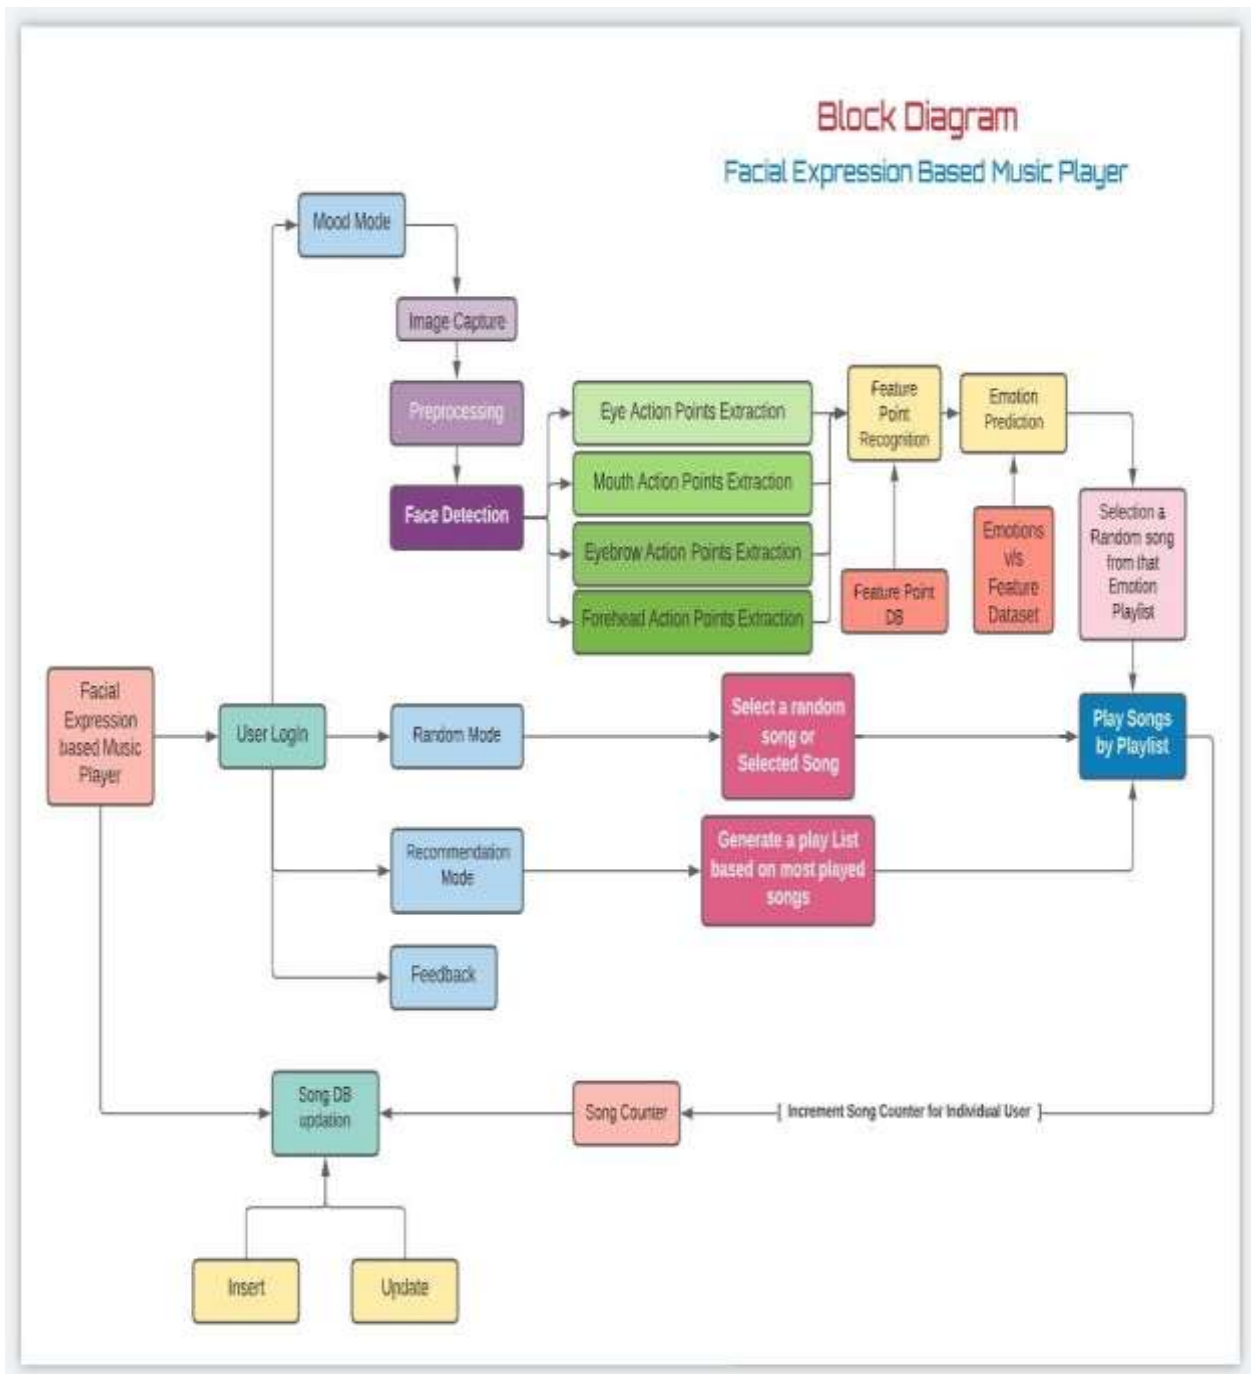 Block Diagram
Facial Expression Based Music Player
Mood Mode
Image Capture
Preprocessing
Face Detection
Eye Action Points Extraction
Mouth Action Points Extraction
Eyebrow Action Points Extraction
Forehead Action Points Extraction
Feature
Point
Recognition
Emotion
Prediction
Feature Point
DB
Emotions
v/s
Feature
Dataset
Selection a
Random song
from that
Emotion
Playlist
Facial
Expression
based Music
Player
User LogIn
Random Mode
Select a random
song or
Selected Song
Play Songs
by Playlist
Recommendation
Mode
Generate a play List
based on most played
songs
Feedback
Song DB
updation
Song Counter
[ Increment Song Counter for Individual User ]
Insert
Update